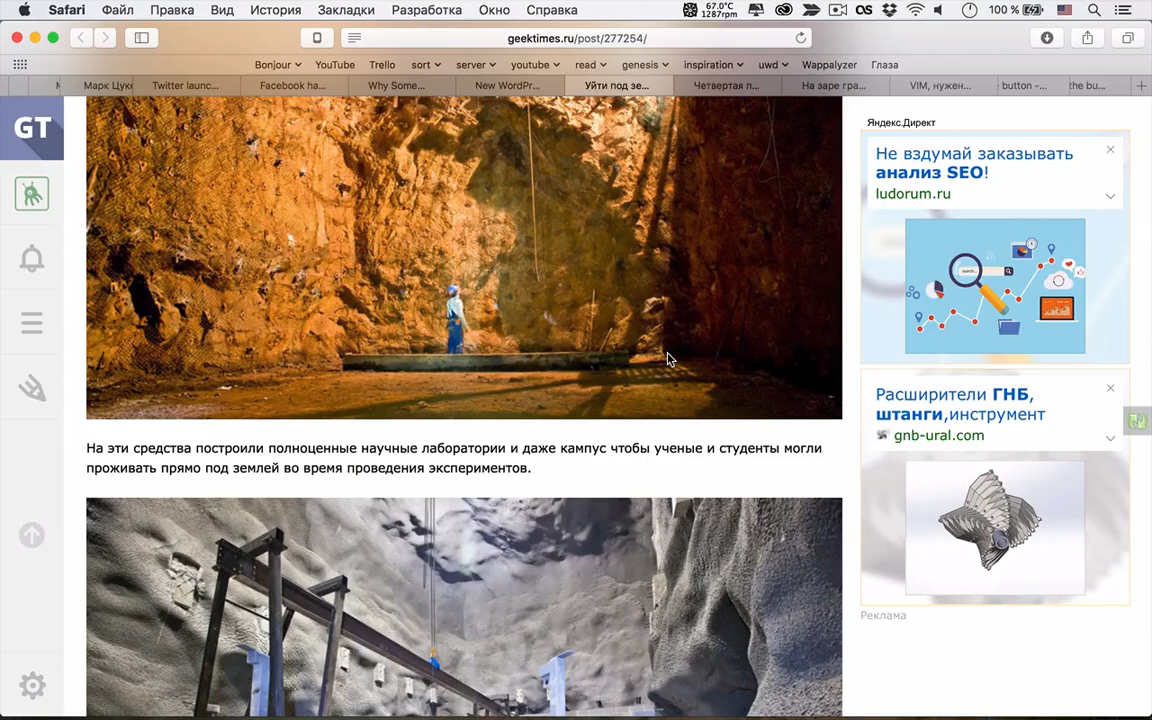 Safari Файл Правка Вид История Закладки Разработка Окно Справка 67.0°C 1287rpm 100 %
geektimes.ru/post/277254/
Bonjour YouTube Trello sort server youtube read genesis inspiration uwd Wappalyzer Глаза
Марк Цуке Twitter launc... Facebook ha... Why Some... New WordPr... Уйти под зе... Четвертая п... На заре гра... VIM, нужен... button -... the bu...
GT
Яндекс.Директ
Не вздумай заказывать
анализ SEO!
ludorum.ru
search...
Расширители ГНБ,
штанги,инструмент
gnb-ural.com
На эти средства построили полноценные научные лаборатории и даже кампус чтобы ученые и студенты могли
проживать прямо под землей во время проведения экспериментов.
Реклама